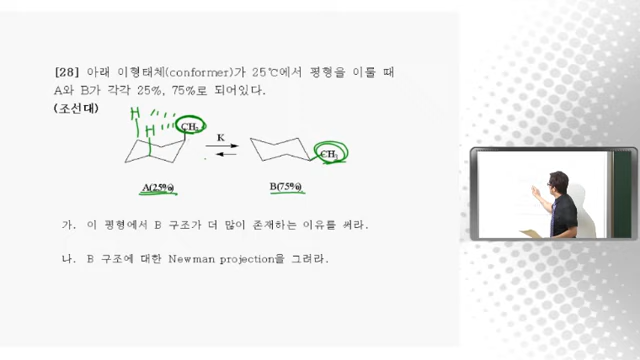 [28] 아래 이형태체(conformer)가 25℃에서 평형을 이룰 때
A와 B가 각각 25%, 75%로 되어있다.
(조선대)
H
H
CH₃
K
CH₃
A(25%)
B(75%)
가. 이 평형에서 B 구조가 더 많이 존재하는 이유를 써라.
나. B 구조에 대한 Newman projection을 그려라.